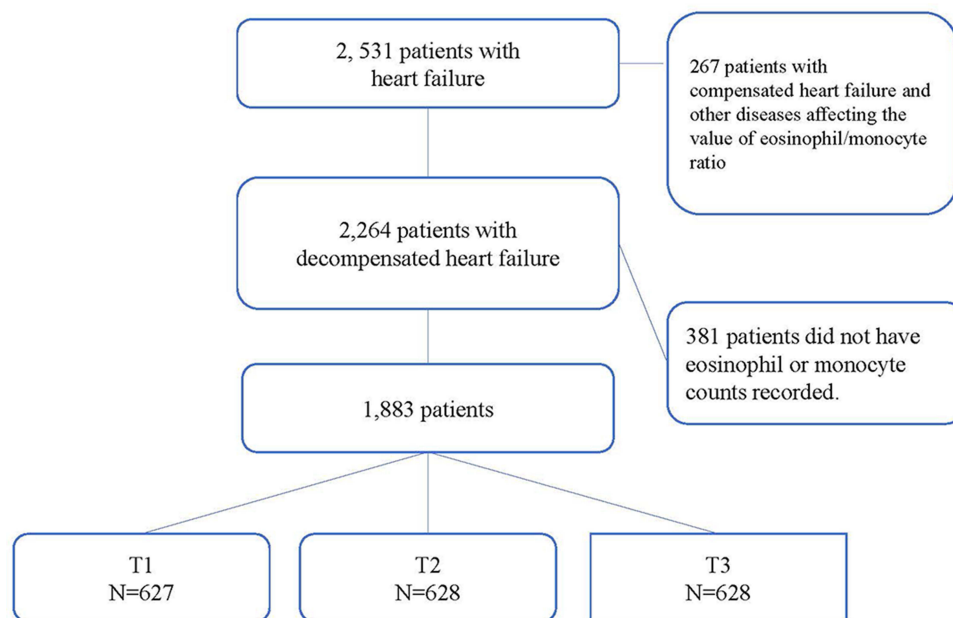 2, 531 patients with
heart failure
267 patients with
compensated heart failure and
other diseases affecting the
value of eosinophil/monocyte
ratio
2,264 patients with
decompensated heart failure
381 patients did not have
eosinophil or monocyte
counts recorded.
1,883 patients
T1
N=627
T2
N=628
T3
N=628